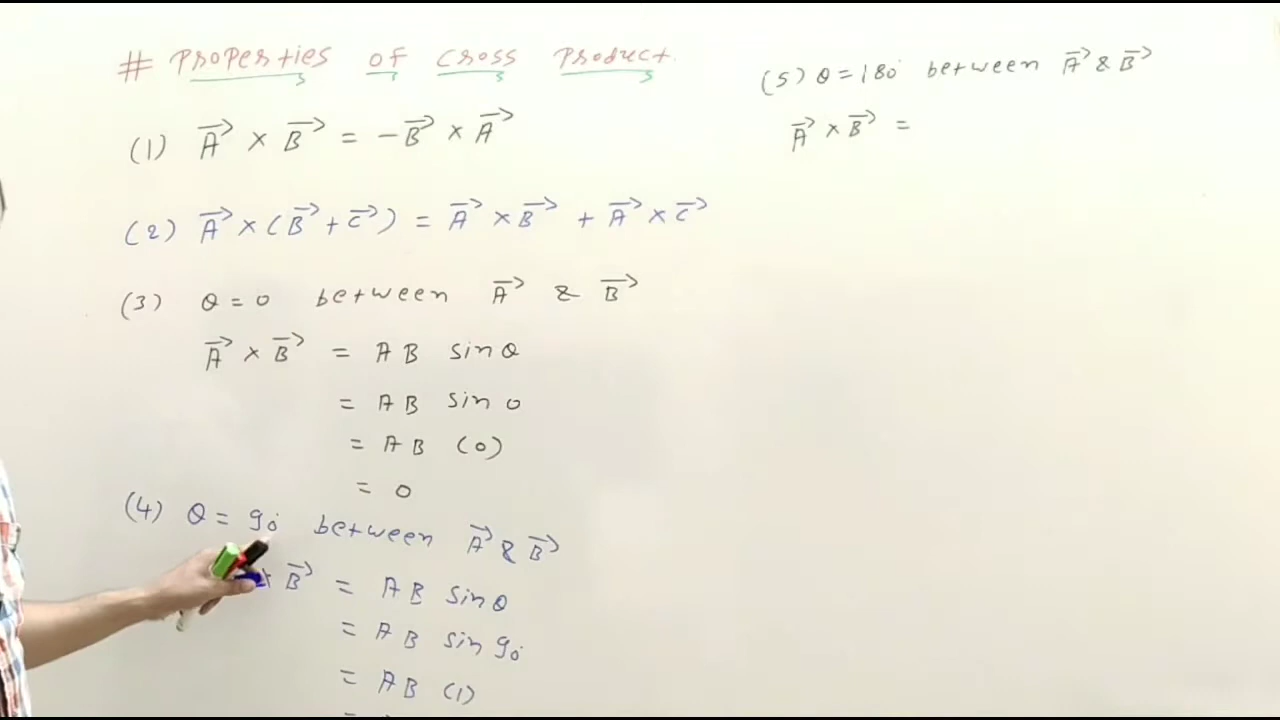 # Properties of Cross Product.
(1) A⃗ × B⃗ = -B⃗ × A⃗
(2) A⃗ × (B⃗ + C⃗) = A⃗ × B⃗ + A⃗ × C⃗
(3) θ = 0 between A⃗ & B⃗
A⃗ × B⃗ = AB sinθ
= AB sin 0
= AB (0)
= 0
(4) θ = 90° between A⃗ & B⃗
× B⃗ = AB sinθ
= AB sin 90°
= AB (1)
=
(5) θ = 180° between A⃗ & B⃗
A⃗ × B⃗ =